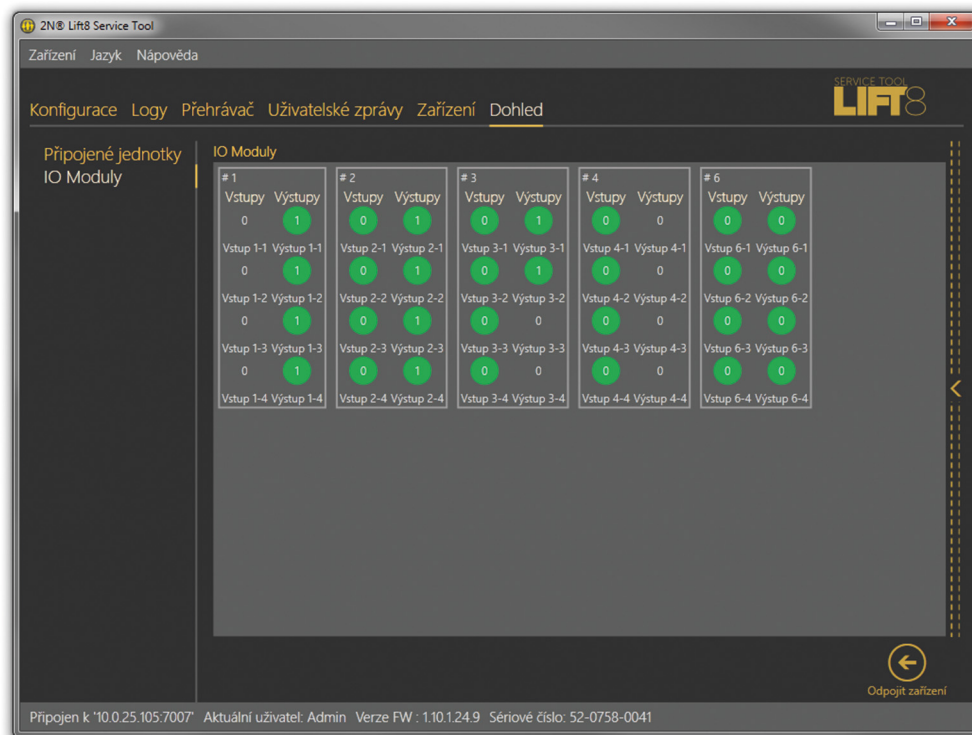 2N® Lift8 Service Tool
Zařízení Jazyk Nápověda
SERVICE TOOL
LIFT8
Konfigurace Logy Přehrávač Uživatelské zprávy Zařízení Dohled
Připojené jednotky
IO Moduly
IO Moduly
# 1 # 2 # 3 # 4 # 6
Vstupy Výstupy Vstupy Výstupy Vstupy Výstupy Vstupy Výstupy Vstupy Výstupy
0 1 0 1 0 1 0 0 0 0
Vstup 1-1 Výstup 1-1 Vstup 2-1 Výstup 2-1 Vstup 3-1 Výstup 3-1 Vstup 4-1 Výstup 4-1 Vstup 6-1 Výstup 6-1
0 1 0 1 0 1 0 0 0 0
Vstup 1-2 Výstup 1-2 Vstup 2-2 Výstup 2-2 Vstup 3-2 Výstup 3-2 Vstup 4-2 Výstup 4-2 Vstup 6-2 Výstup 6-2
0 1 0 1 0 0 0 0 0 0
Vstup 1-3 Výstup 1-3 Vstup 2-3 Výstup 2-3 Vstup 3-3 Výstup 3-3 Vstup 4-3 Výstup 4-3 Vstup 6-3 Výstup 6-3
0 1 0 1 0 0 0 0 0 0
Vstup 1-4 Výstup 1-4 Vstup 2-4 Výstup 2-4 Vstup 3-4 Výstup 3-4 Vstup 4-4 Výstup 4-4 Vstup 6-4 Výstup 6-4
Odpojit zařízení
Připojen k '10.0.25.105:7007' Aktuální uživatel: Admin Verze FW : 1.10.1.24.9 Sériové číslo: 52-0758-0041